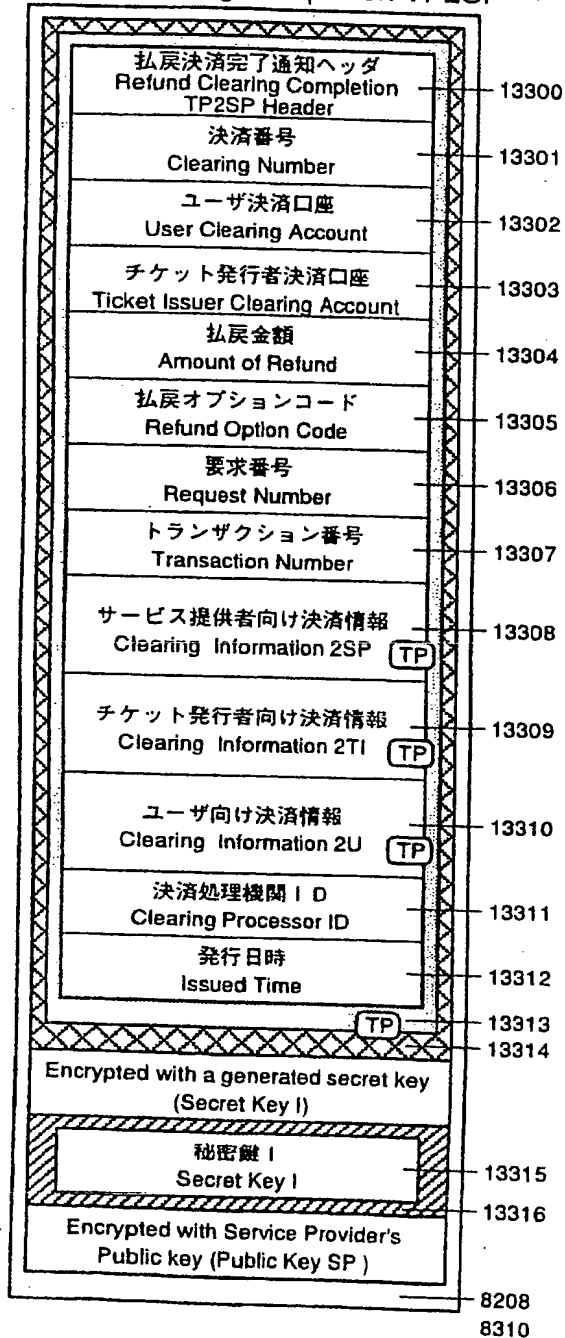 払戻決済完了通知ヘッダ
Refund Clearing Completion
TP2SP Header
13300
決済番号
Clearing Number
13301
ユーザ決済口座
User Clearing Account
13302
チケット発行者決済口座
Ticket Issuer Clearing Account
13303
払戻金額
Amount of Refund
13304
払戻オプションコード
Refund Option Code
13305
要求番号
Request Number
13306
トランザクション番号
Transaction Number
13307
サービス提供者向け決済情報
Clearing Information 2SP
TP
13308
チケット発行者向け決済情報
Clearing Information 2TI
TP
13309
ユーザ向け決済情報
Clearing Information 2U
TP
13310
決済処理機関ID
Clearing Processor ID
13311
発行日時
Issued Time
13312
TP
13313
13314
Encrypted with a generated secret key
(Secret Key I)
秘密鍵 I
Secret Key I
13315
13316
Encrypted with Service Provider's
Public key (Public Key SP )
8208
8310